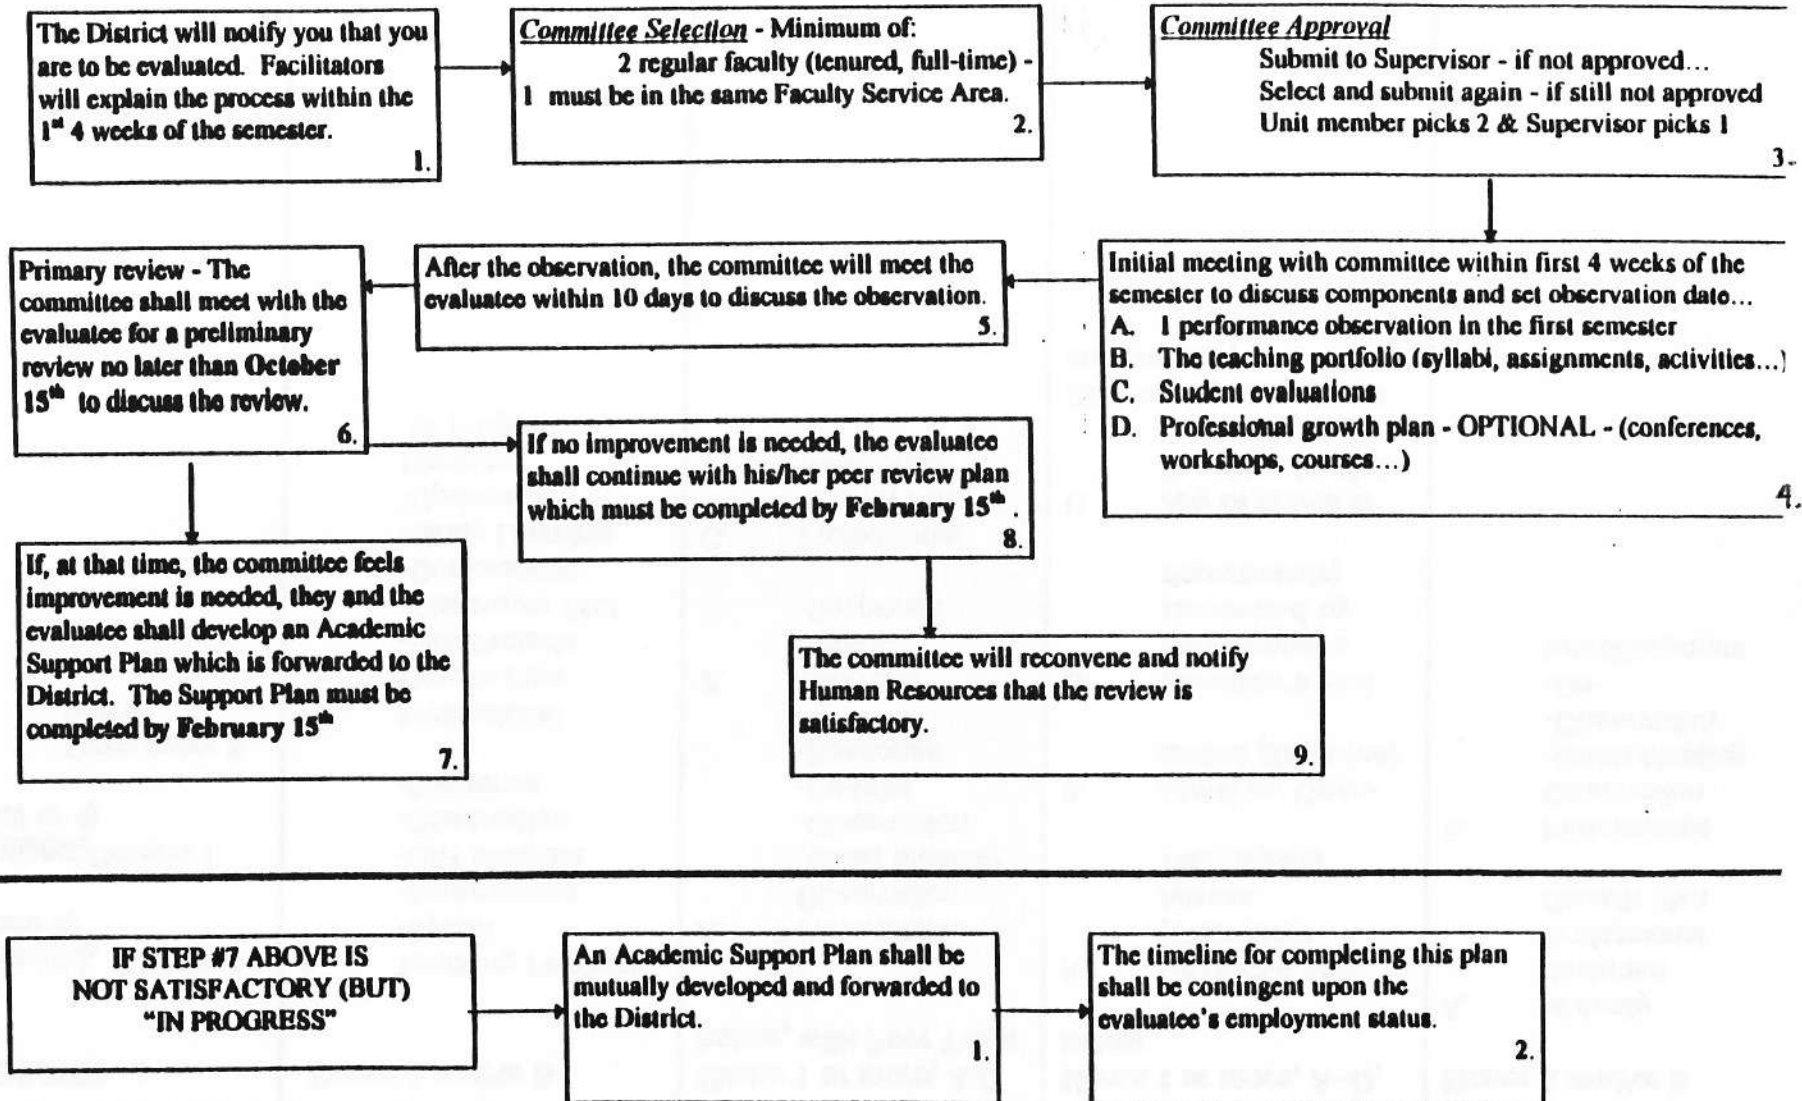 The District will notify you that you
are to be evaluated. Facilitators
will explain the process within the
1st 4 weeks of the semester.
1.
Committee Selection - Minimum of:
2 regular faculty (tenured, full-time) -
1 must be in the same Faculty Service Area.
2.
Committee Approval
Submit to Supervisor - if not approved...
Select and submit again - if still not approved
Unit member picks 2 & Supervisor picks 1
3.
Initial meeting with committee within first 4 weeks of the
semester to discuss components and set observation date...
A. 1 performance observation in the first semester
B. The teaching portfolio (syllabi, assignments, activities...)
C. Student evaluations
D. Professional growth plan - OPTIONAL - (conferences,
workshops, courses...)
4.
After the observation, the committee will meet the
evaluatee within 10 days to discuss the observation.
5.
Primary review - The
committee shall meet with the
evaluatee for a preliminary
review no later than October
15th to discuss the review.
6.
If, at that time, the committee feels
improvement is needed, they and the
evaluatee shall develop an Academic
Support Plan which is forwarded to the
District. The Support Plan must be
completed by February 15th
7.
If no improvement is needed, the evaluatee
shall continue with his/her peer review plan
which must be completed by February 15th.
8.
The committee will reconvene and notify
Human Resources that the review is
satisfactory.
9.
IF STEP #7 ABOVE IS
NOT SATISFACTORY (BUT)
"IN PROGRESS"
An Academic Support Plan shall be
mutually developed and forwarded to
the District.
1.
The timeline for completing this plan
shall be contingent upon the
evaluatee's employment status.
2.